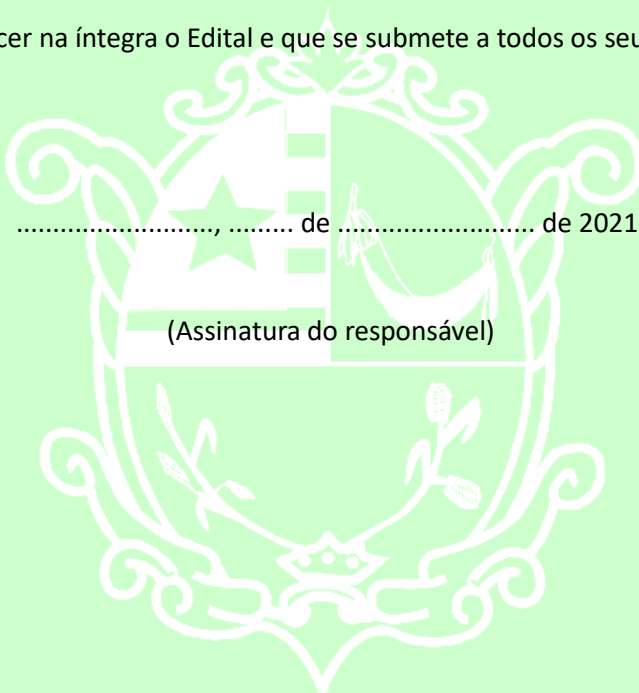 cer na íntegra o Edital e que se submete a todos os seu
..........................., ......... de ........................... de 2021
(Assinatura do responsável)